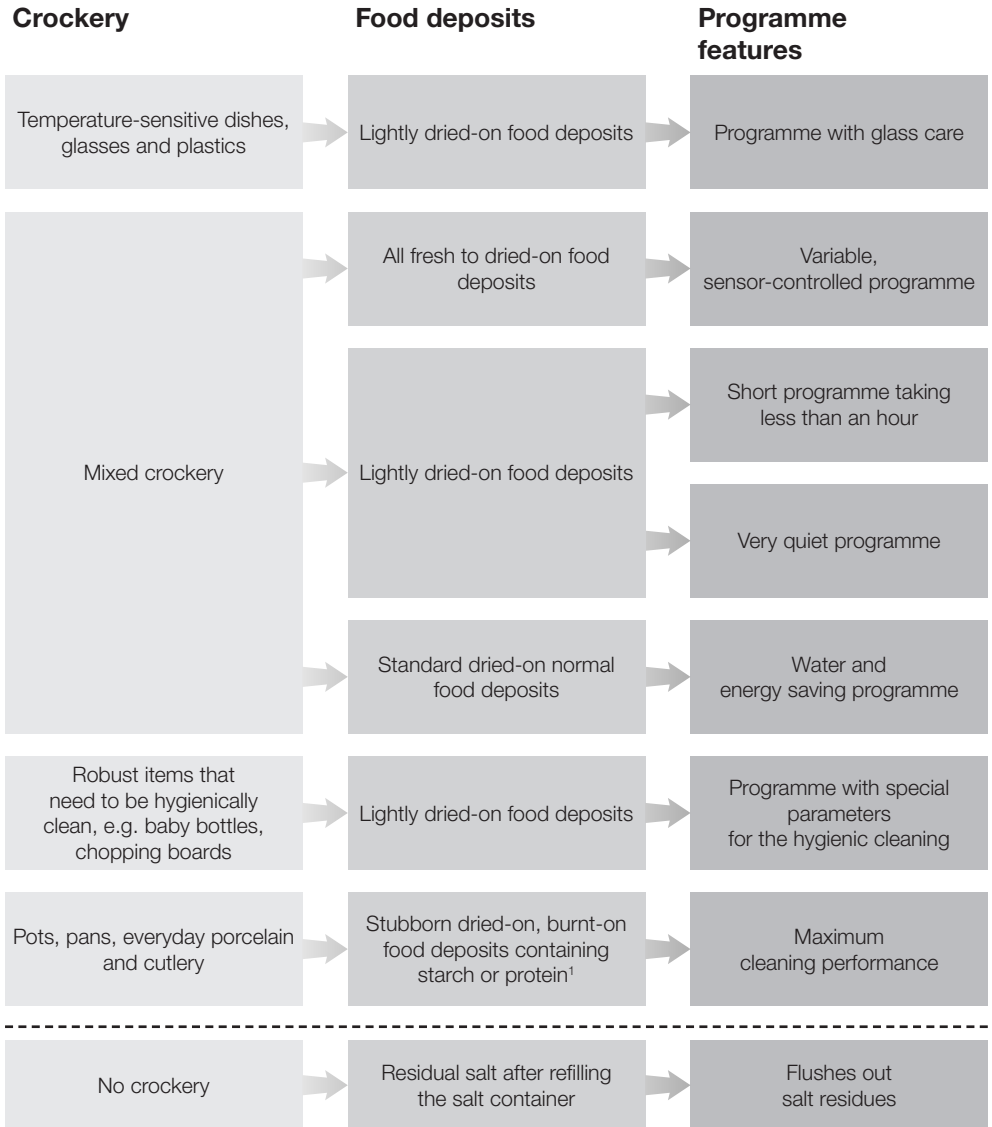 Crockery
Food deposits
Programme
features
Temperature-sensitive dishes,
glasses and plastics
Lightly dried-on food deposits
Programme with glass care
Mixed crockery
All fresh to dried-on food
deposits
Variable,
sensor-controlled programme
Lightly dried-on food deposits
Short programme taking
less than an hour
Very quiet programme
Standard dried-on normal
food deposits
Water and
energy saving programme
Robust items that
need to be hygienically
clean, e.g. baby bottles,
chopping boards
Lightly dried-on food deposits
Programme with special
parameters
for the hygienic cleaning
Pots, pans, everyday porcelain
and cutlery
Stubborn dried-on, burnt-on
food deposits containing
starch or protein¹
Maximum
cleaning performance
No crockery
Residual salt after refilling
the salt container
Flushes out
salt residues